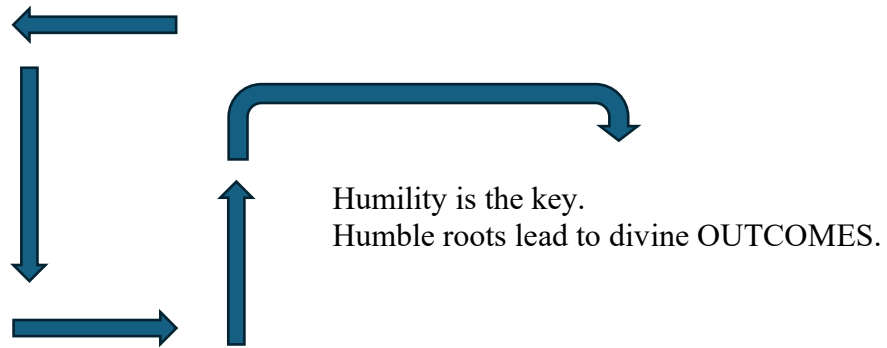 Humility is the key.
Humble roots lead to divine OUTCOMES.